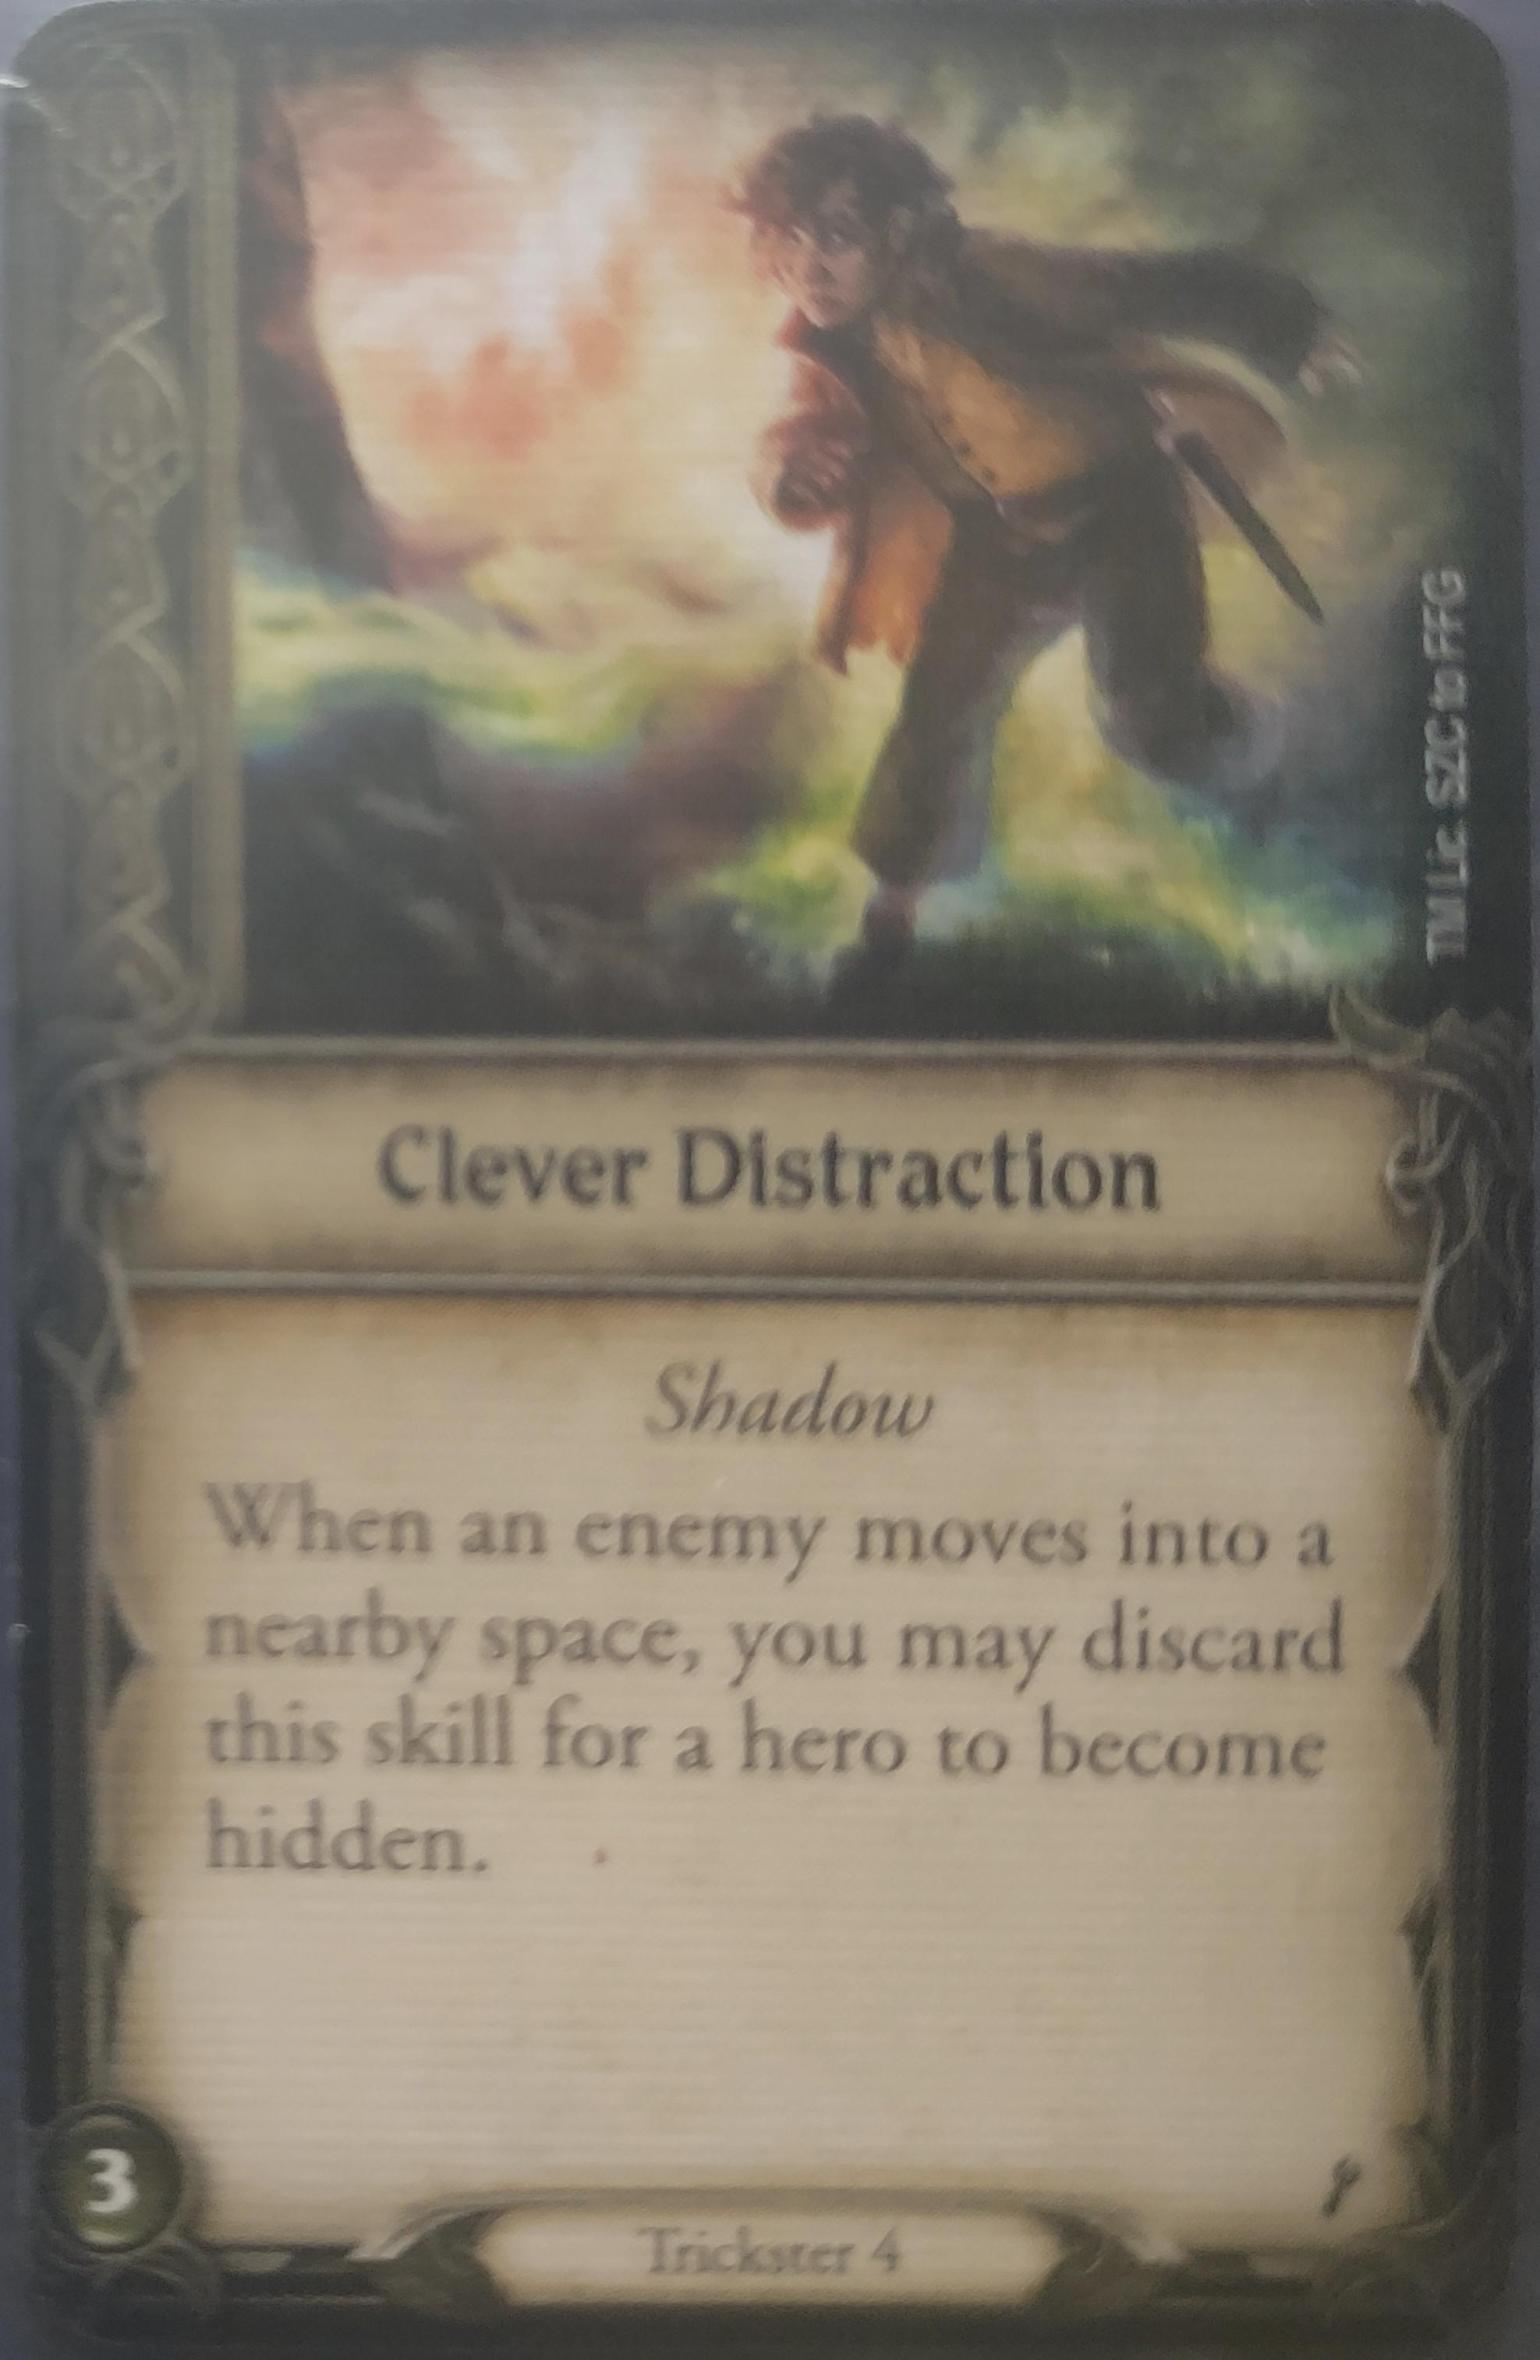 TM Lic. SZC to FFG
Clever Distraction
Shadow
When an enemy moves into a
nearby space, you may discard
this skill for a hero to become
hidden.
3
Trickster 4